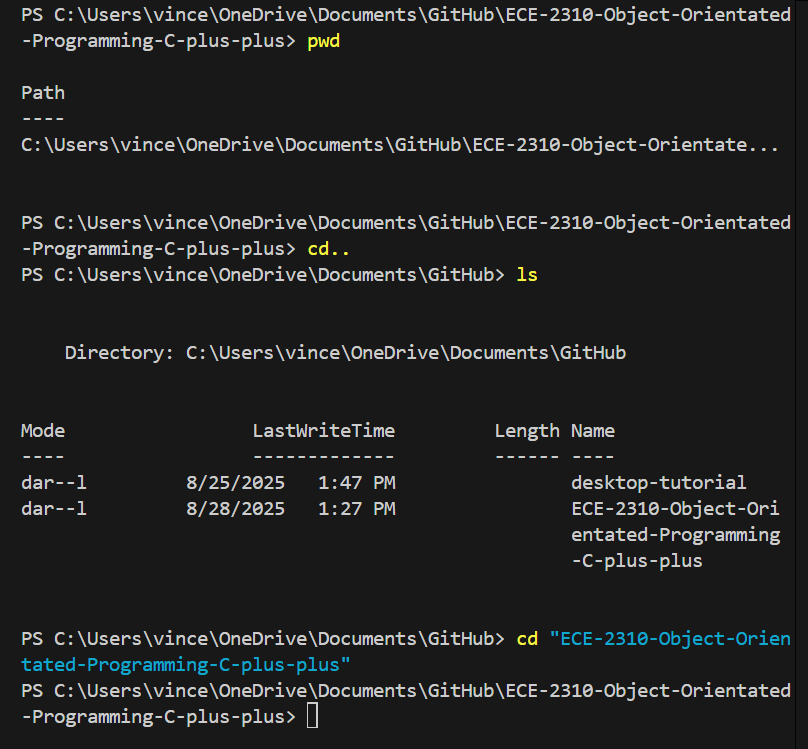 PS C:\Users\vince\OneDrive\Documents\GitHub\ECE-2310-Object-Orientated
-Programming-C-plus-plus> pwd
Path
----
C:\Users\vince\OneDrive\Documents\GitHub\ECE-2310-Object-Orientate...
PS C:\Users\vince\OneDrive\Documents\GitHub\ECE-2310-Object-Orientated
-Programming-C-plus-plus> cd..
PS C:\Users\vince\OneDrive\Documents\GitHub> ls
Directory: C:\Users\vince\OneDrive\Documents\GitHub
Mode LastWriteTime Length Name
---- ------------- ------ ----
dar--l 8/25/2025 1:47 PM desktop-tutorial
dar--l 8/28/2025 1:27 PM ECE-2310-Object-Ori
entated-Programming
-C-plus-plus
PS C:\Users\vince\OneDrive\Documents\GitHub> cd "ECE-2310-Object-Orien
tated-Programming-C-plus-plus"
PS C:\Users\vince\OneDrive\Documents\GitHub\ECE-2310-Object-Orientated
-Programming-C-plus-plus>